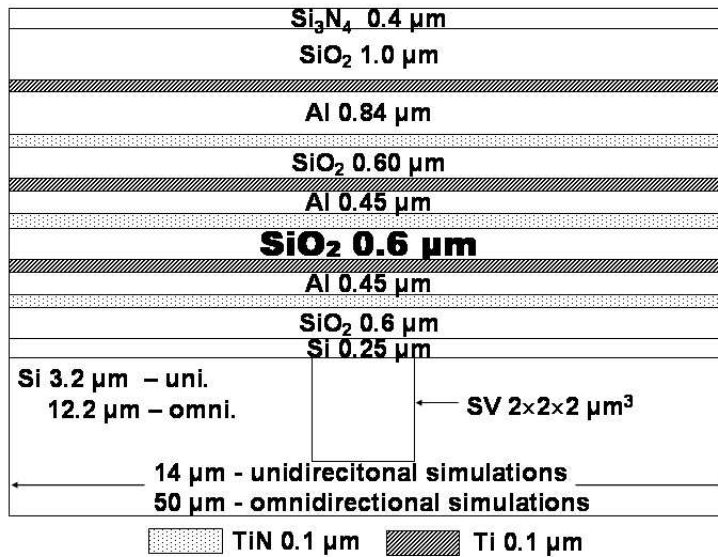 Si₃N₄ 0.4 µm
SiO₂ 1.0 µm
Al 0.84 µm
SiO₂ 0.60 µm
Al 0.45 µm
SiO₂ 0.6 µm
Al 0.45 µm
SiO₂ 0.6 µm
Si 0.25 µm
Si 3.2 µm – uni.
12.2 µm – omni.
SV 2×2×2 µm³
14 µm - unidirecitonal simulations
50 µm - omnidirectional simulations
TiN 0.1 µm
Ti 0.1 µm